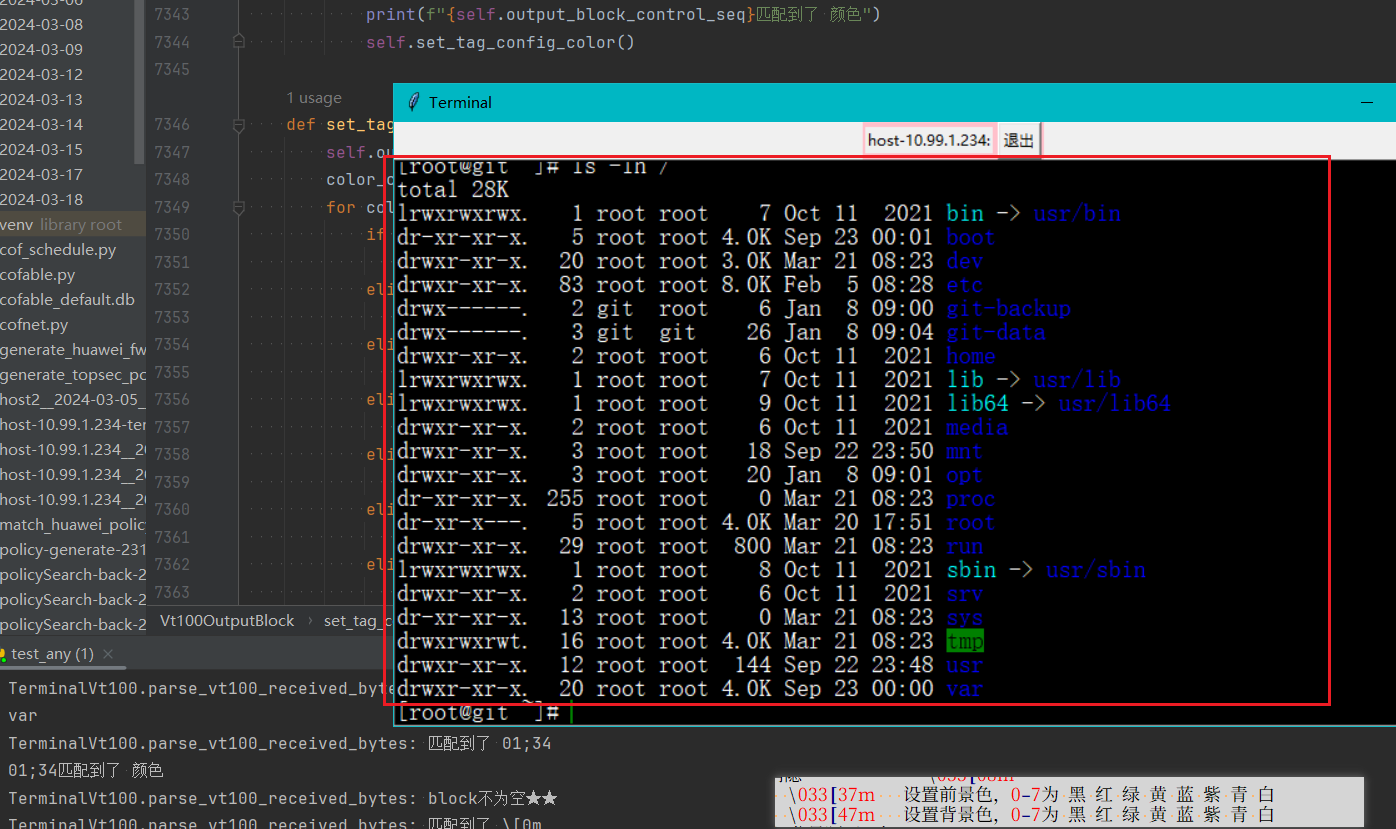 2024-03-06
2024-03-08
2024-03-09
2024-03-12
2024-03-13
2024-03-14
2024-03-15
2024-03-17
2024-03-18
venv library root
cof_schedule.py
cofable.py
cofable_default.db
cofnet.py
generate_huawei_fw
generate_topsec_po
host2__2024-03-05_
host-10.99.1.234-ter
host-10.99.1.234__20
host-10.99.1.234__20
host-10.99.1.234__20
match_huawei_polic
policy-generate-231
policySearch-back-2
policySearch-back-2
policySearch-back-2
7343 print(f"{self.output_block_control_seq}匹配到了 颜色")
7344 self.set_tag_config_color()
7345
1 usage
7346 def set_tag
7347 self.ou
7348 color_c
7349 for col
7350 if
7351
7352 eli
7353
7354 eli
7355
7356 eli
7357
7358 eli
7359
7360 eli
7361
7362 eli
7363
Vt100OutputBlock › set_tag_c
Terminal
host-10.99.1.234: 退出
[root@git ~]# ls -lh /
total 28K
lrwxrwxrwx. 1 root root 7 Oct 11 2021 bin -> usr/bin
dr-xr-xr-x. 5 root root 4.0K Sep 23 00:01 boot
drwxr-xr-x. 20 root root 3.0K Mar 21 08:23 dev
drwxr-xr-x. 83 root root 8.0K Feb 5 08:28 etc
drwx------. 2 git root 6 Jan 8 09:00 git-backup
drwx------. 3 git git 26 Jan 8 09:04 git-data
drwxr-xr-x. 2 root root 6 Oct 11 2021 home
lrwxrwxrwx. 1 root root 7 Oct 11 2021 lib -> usr/lib
lrwxrwxrwx. 1 root root 9 Oct 11 2021 lib64 -> usr/lib64
drwxr-xr-x. 2 root root 6 Oct 11 2021 media
drwxr-xr-x. 3 root root 18 Sep 22 23:50 mnt
drwxr-xr-x. 3 root root 20 Jan 8 09:01 opt
dr-xr-xr-x. 255 root root 0 Mar 21 08:23 proc
dr-xr-x---. 5 root root 4.0K Mar 20 17:51 root
drwxr-xr-x. 29 root root 800 Mar 21 08:23 run
lrwxrwxrwx. 1 root root 8 Oct 11 2021 sbin -> usr/sbin
drwxr-xr-x. 2 root root 6 Oct 11 2021 srv
dr-xr-xr-x. 13 root root 0 Mar 21 08:23 sys
drwxrwxrwt. 16 root root 4.0K Mar 21 08:23 tmp
drwxr-xr-x. 12 root root 144 Sep 22 23:48 usr
drwxr-xr-x. 20 root root 4.0K Sep 23 00:00 var
[root@git ~]#
test_any (1)
TerminalVt100.parse_vt100_received_byte
var
TerminalVt100.parse_vt100_received_bytes: 匹配到了 01;34
01;34匹配到了 颜色
TerminalVt100.parse_vt100_received_bytes: block不为空★★
TerminalVt100.parse_vt100_received_bytes: 匹配到了 \[0m
\033[37m 设置前景色，0-7为 黑 红 绿 黄 蓝 紫 青 白
\033[47m 设置背景色，0-7为 黑 红 绿 黄 蓝 紫 青 白